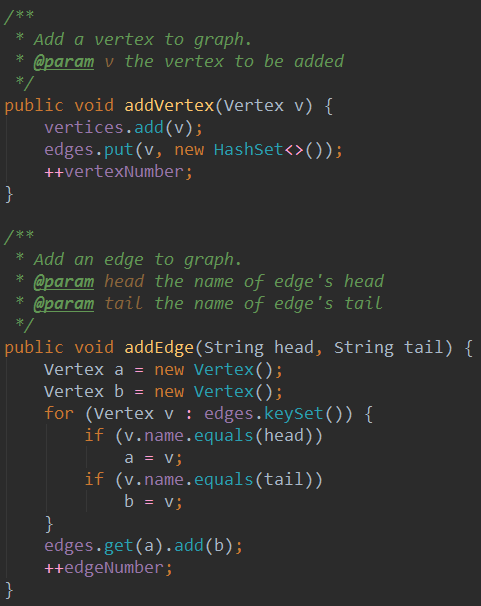 /**
 * Add a vertex to graph.
 * @param v the vertex to be added
 */
public void addVertex(Vertex v) {
    vertices.add(v);
    edges.put(v, new HashSet<>());
    ++vertexNumber;
}

/**
 * Add an edge to graph.
 * @param head the name of edge's head
 * @param tail the name of edge's tail
 */
public void addEdge(String head, String tail) {
    Vertex a = new Vertex();
    Vertex b = new Vertex();
    for (Vertex v : edges.keySet()) {
        if (v.name.equals(head))
            a = v;
        if (v.name.equals(tail))
            b = v;
    }
    edges.get(a).add(b);
    ++edgeNumber;
}